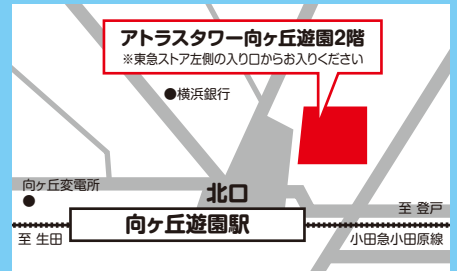 アトラスタワー向ヶ丘遊園2階
※東急ストア左側の入り口からお入りください
●横浜銀行
向ヶ丘変電所
●
北口
至 登戸
向ヶ丘遊園駅
至 生田
小田急小田原線